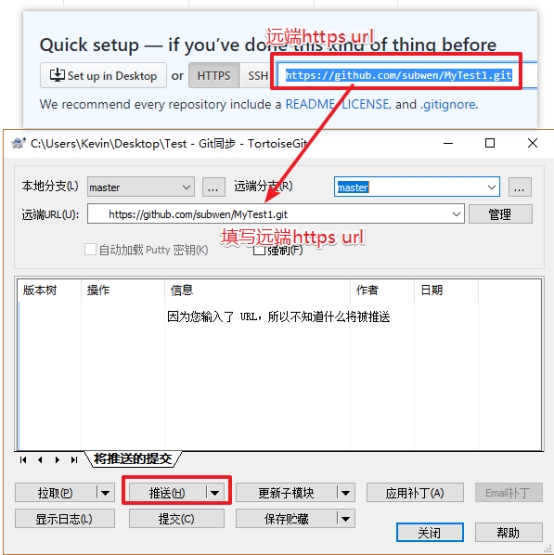 远端https url
Quick setup — if you've done this kind of thing before
Set up in Desktop or HTTPS SSH https://github.com/subwen/MyTest1.git
We recommend every repository include a README, LICENSE, and .gitignore.
C:\Users\Kevin\Desktop\Test - Git同步 - TortoiseGit
本地分支(L) master ... 远端分支(R) master ...
远端URL(U): https://github.com/subwen/MyTest1.git 管理
填写远端https url
自动加载 Putty 密钥(K) 强制(F)
版本树 操作 信息 作者 日期
因为您输入了 URL，所以不知道什么将被推送
将推送的提交
拉取(P) 推送(H) 更新子模块 应用补丁(A) Email补丁
显示日志(L) 提交(C) 保存贮藏 关闭 帮助